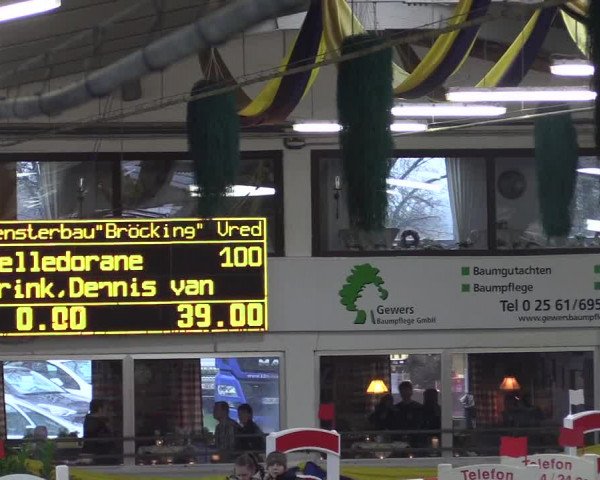 ensterbau"Bröcking" Vred
elledorane 100
rink,Dennis van
0.00 39.00
Gewers
Baumpflege GmbH
Baumgutachten
Baumpflege
Tel 0 25 61/695
www.gewersbaumpf
Telefon
Telefon